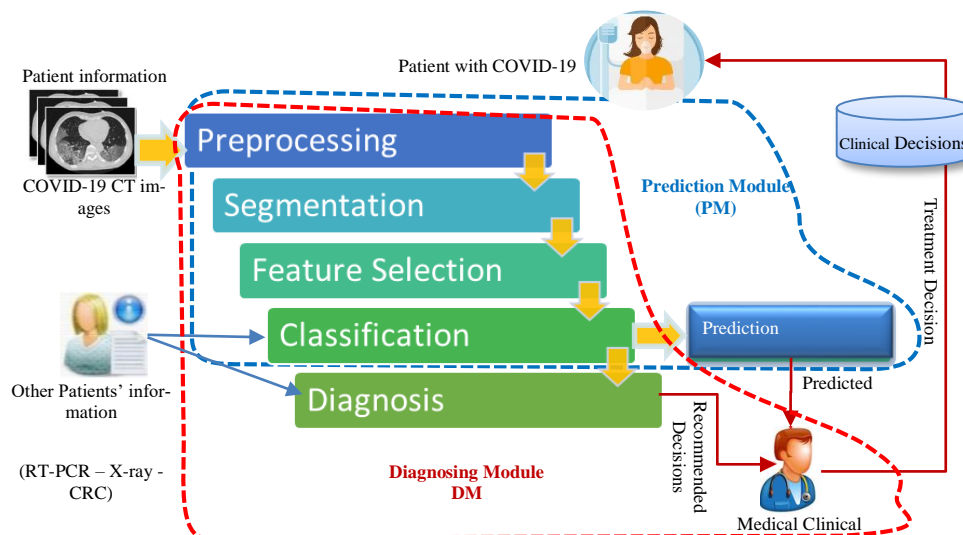 Patient information
COVID-19 CT im-
ages
Patient with COVID-19
Clinical Decisions
Preprocessing
Segmentation
Feature Selection
Classification
Diagnosis
Prediction Module
(PM)
Treatment Decision
Prediction
Predicted
Other Patients’ infor-
mation
(RT-PCR – X-ray -
CRC)
Diagnosing Module
DM
Recommended
Decisions
Medical Clinical